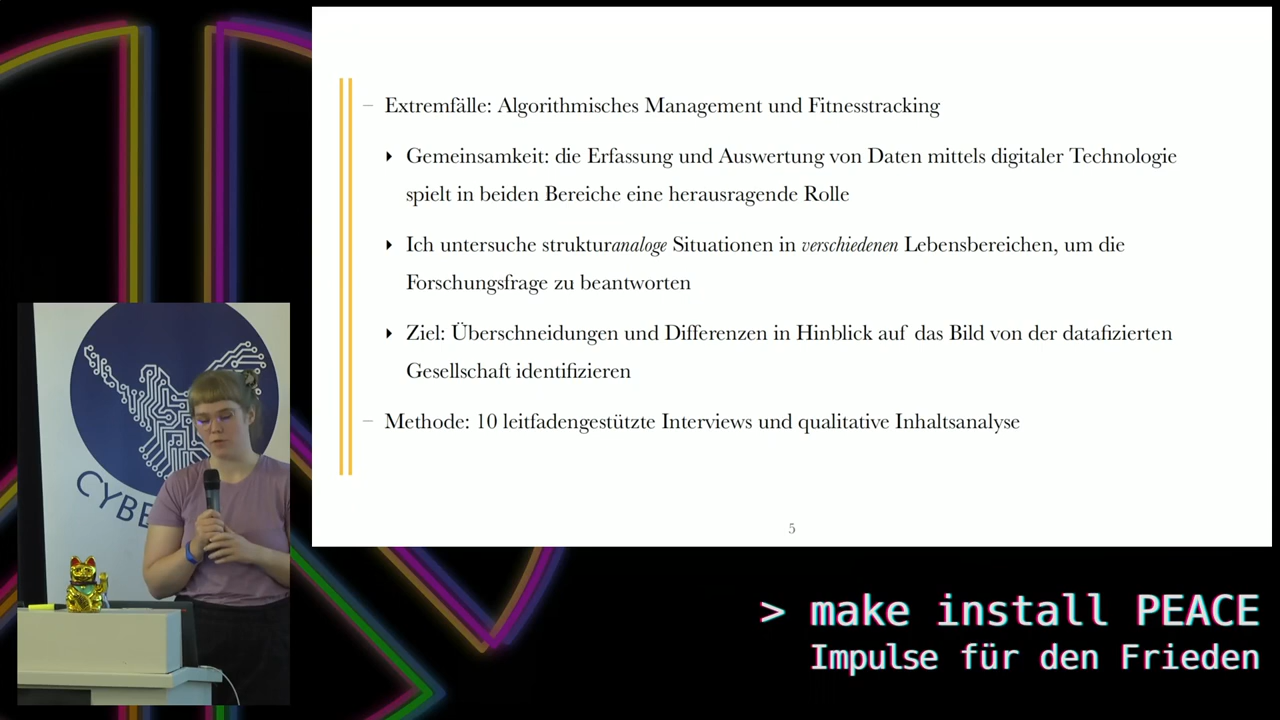 – Extremfälle: Algorithmisches Management und Fitnesstracking
Gemeinsamkeit: die Erfassung und Auswertung von Daten mittels digitaler Technologie
spielt in beiden Bereiche eine herausragende Rolle
Ich untersuche strukturanaloge Situationen in verschiedenen Lebensbereichen, um die
Forschungsfrage zu beantworten
Ziel: Überschneidungen und Differenzen in Hinblick auf das Bild von der datafizierten
Gesellschaft identifizieren
– Methode: 10 leitfadengestützte Interviews und qualitative Inhaltsanalyse
5
CYBE
> make install PEACE
Impulse für den Frieden